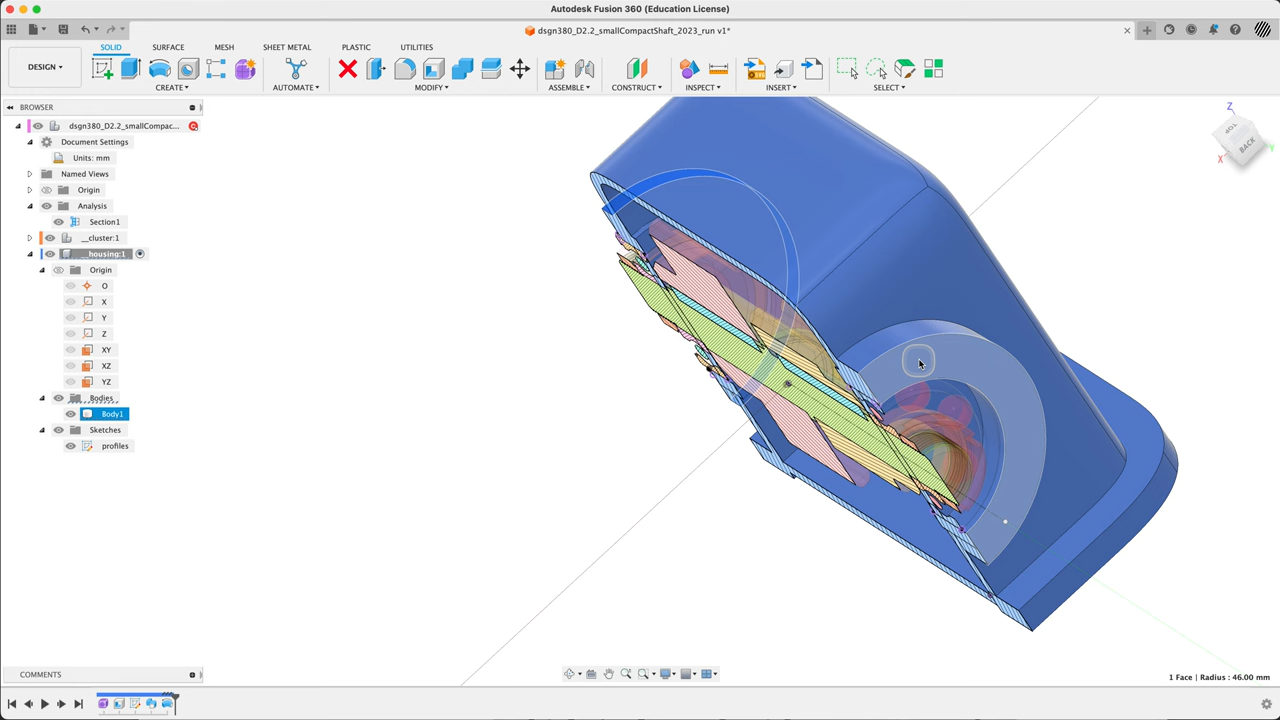 Autodesk Fusion 360 (Education License)
dsgn380_D2.2_smallCompactShaft_2023_run v1*
SOLID SURFACE MESH SHEET METAL PLASTIC UTILITIES
DESIGN
CREATE AUTOMATE MODIFY ASSEMBLE CONSTRUCT INSPECT INSERT SELECT
BROWSER
dsgn380_D2.2_smallCompac...
Document Settings
Units: mm
Named Views
Origin
Analysis
Section1
__cluster:1
__housing:1
Origin
O
X
Y
Z
XY
XZ
YZ
Bodies
Body1
Sketches
profiles
Z
TOP
BACK
X
Y
COMMENTS
1 Face | Radius : 46.00 mm